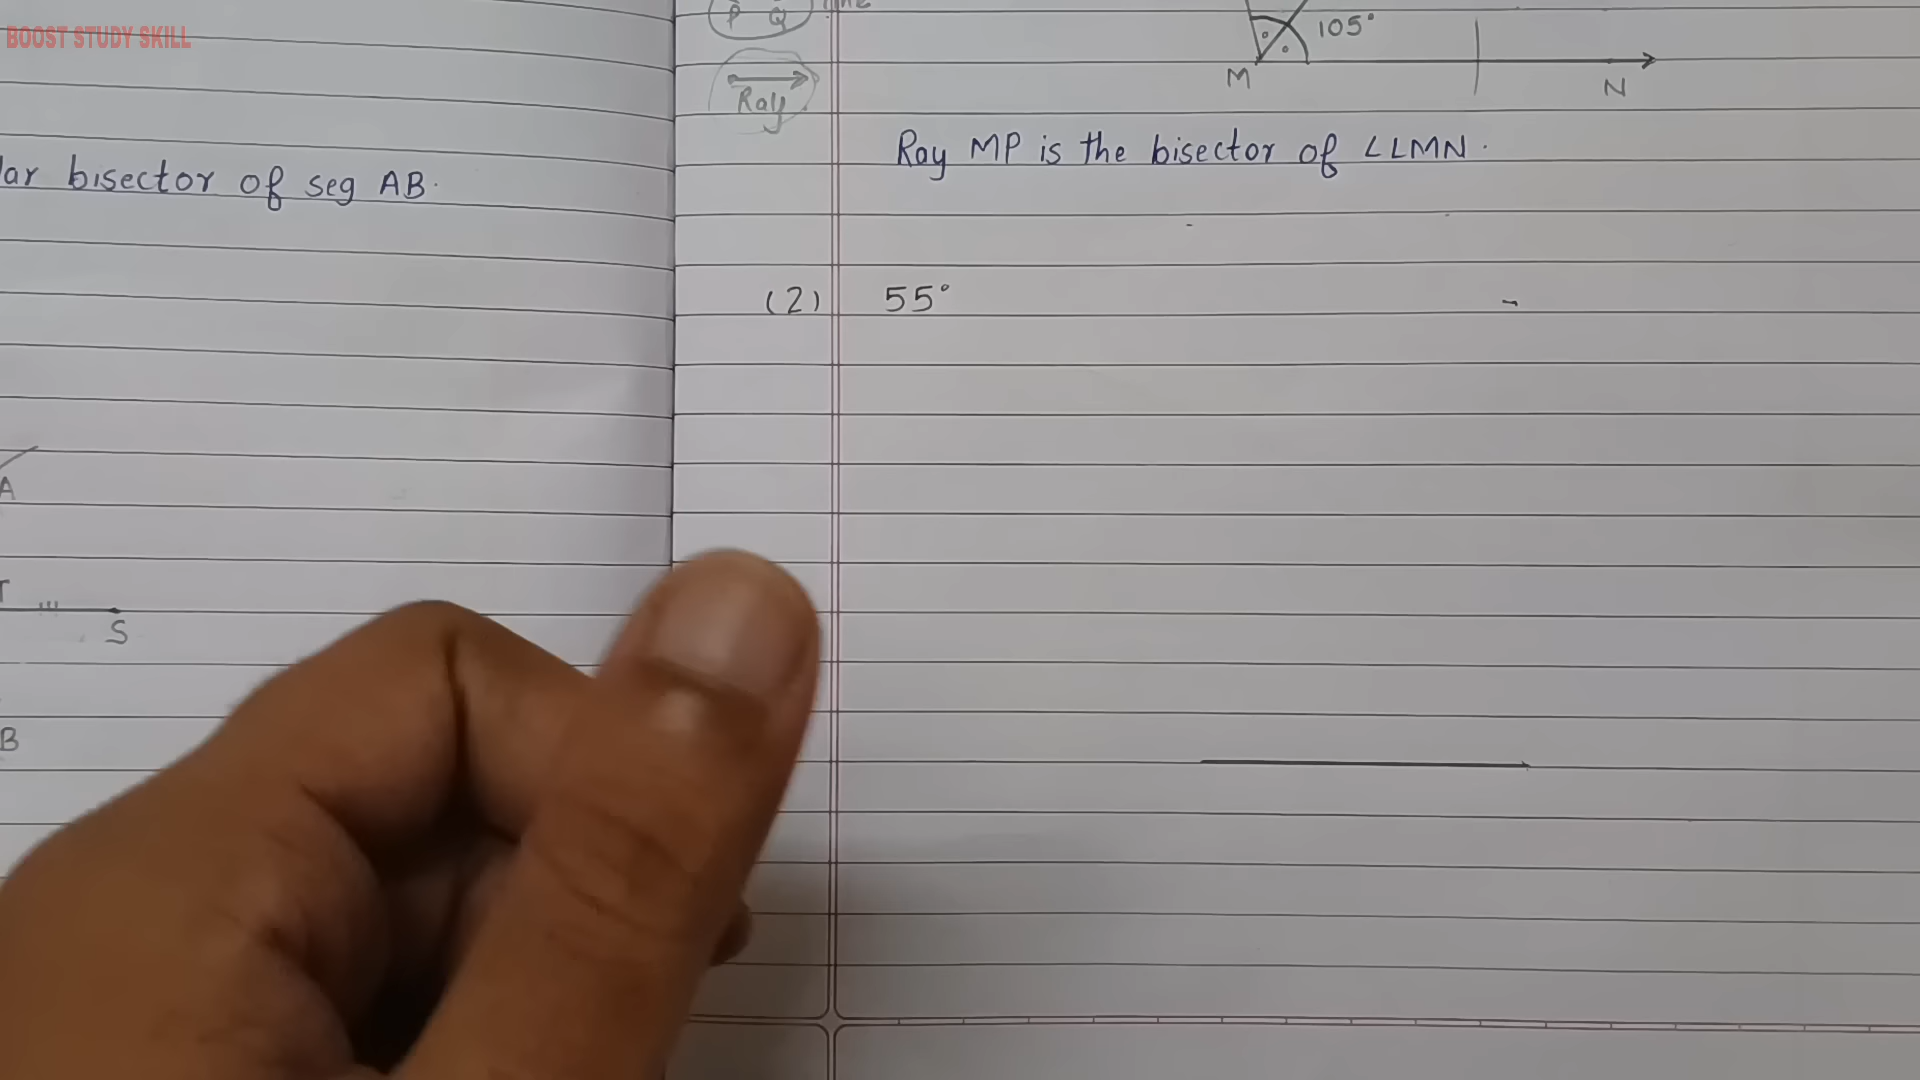 BOOST STUDY SKILL
lar bisector of seg AB.
A
T
S
B
P Q
Ray
105°
M
N
Ray MP is the bisector of ∠LMN.
(2) 55°